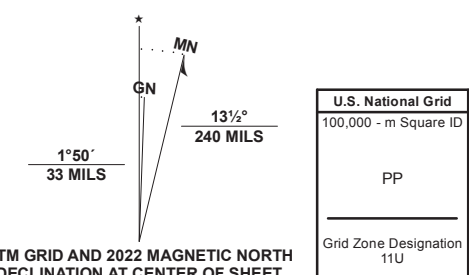 ★
MN
GN
1°50´
33 MILS
13½°
240 MILS
TM GRID AND 2022 MAGNETIC NORTH
DECLINATION AT CENTER OF SHEET
U.S. National Grid
100,000 - m Square ID
PP
Grid Zone Designation
11U